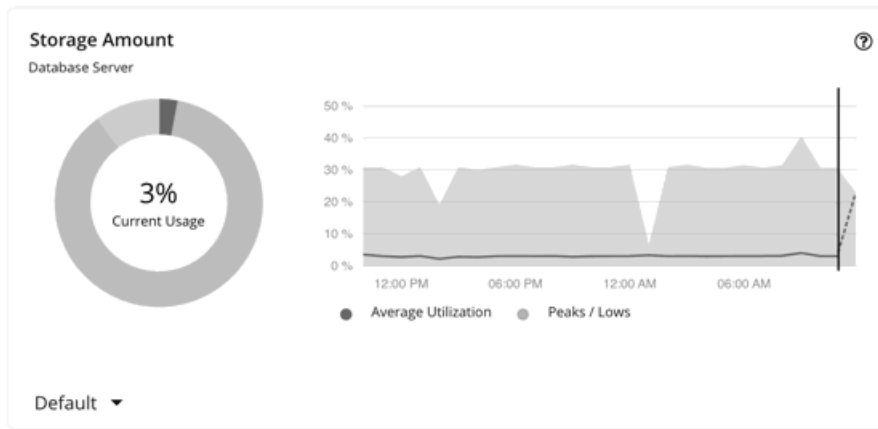 Storage Amount
Database Server
3%
Current Usage
50 %
40 %
30 %
20 %
10 %
0 %
12:00 PM 06:00 PM 12:00 AM 06:00 AM
Average Utilization Peaks / Lows
Default